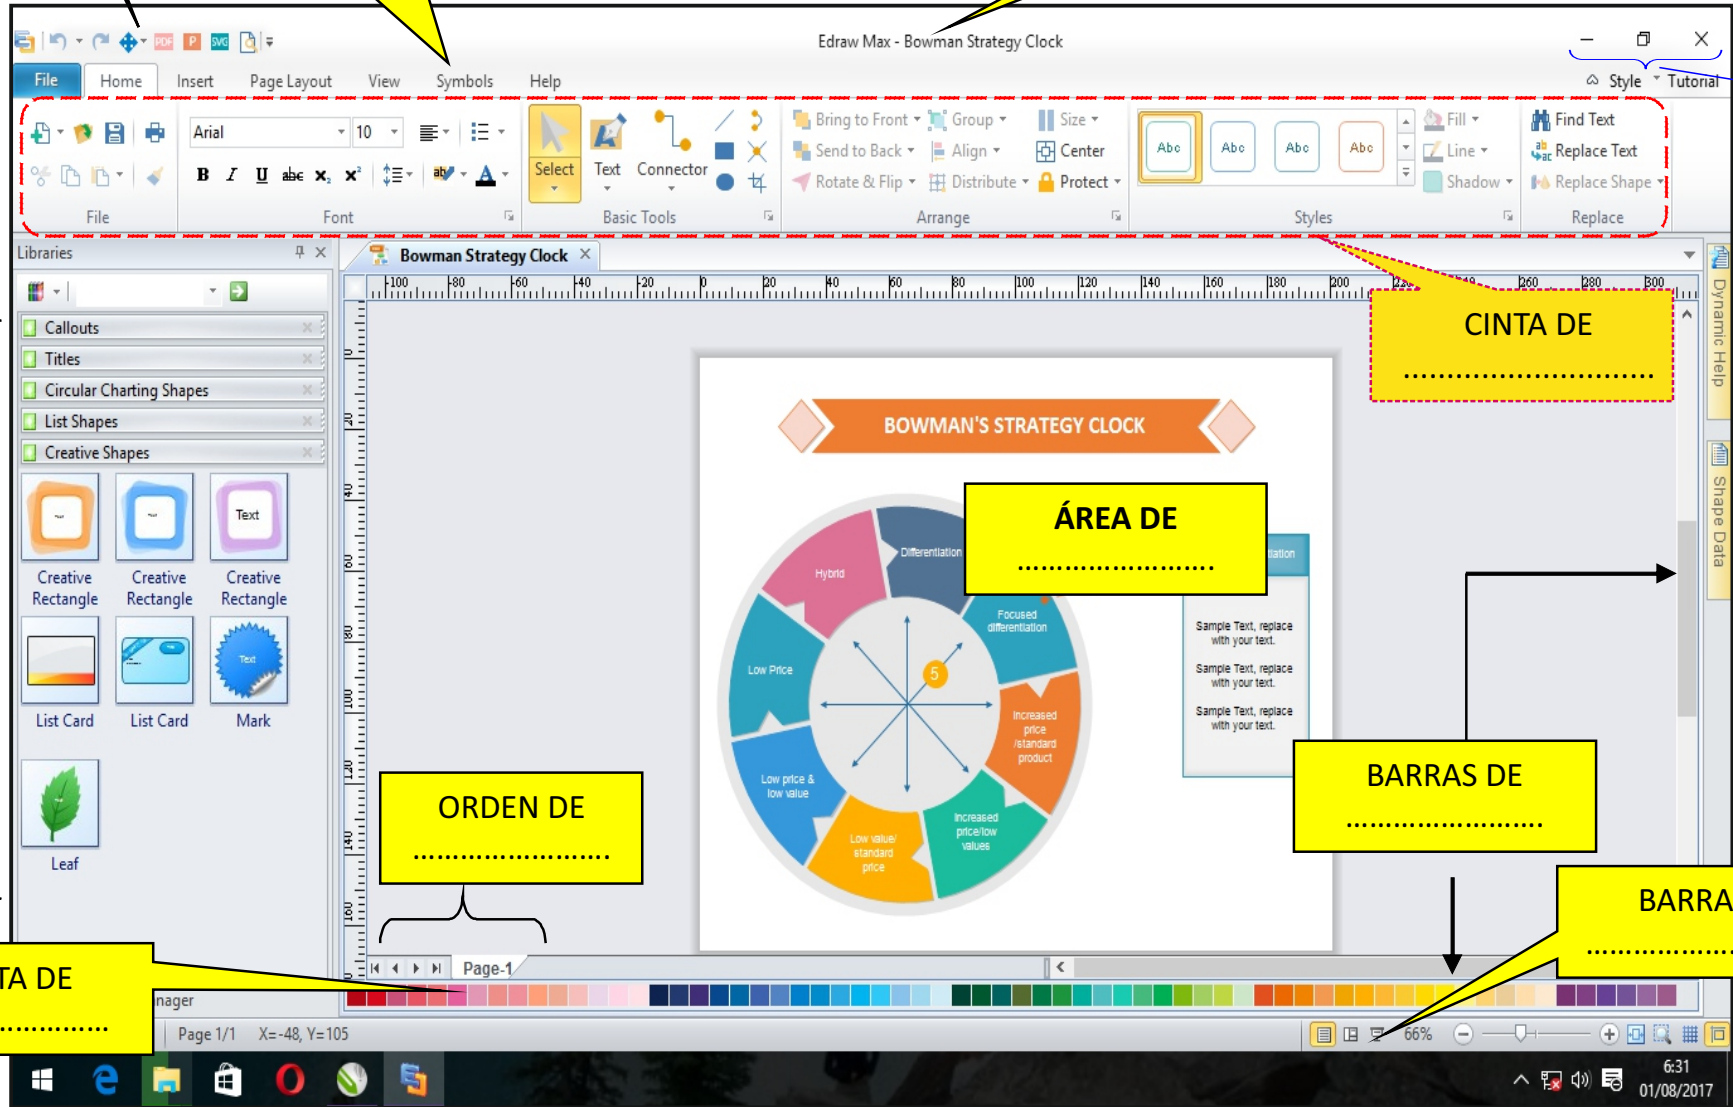 Edraw Max - Bowman Strategy Clock
File Home Insert Page Layout View Symbols Help
Style Tutorial
Arial 10
Select Text Connector
Bring to Front Group Size
Send to Back Align Center
Rotate & Flip Distribute Protect
Abc Abc Abc Abc
Fill
Line
Shadow
Find Text
Replace Text
Replace Shape
File Font Basic Tools Arrange Styles Replace
Libraries
Bowman Strategy Clock
Callouts
Titles
Circular Charting Shapes
List Shapes
Creative Shapes
Text
Creative Rectangle
Creative Rectangle
Creative Rectangle
Text
List Card
List Card
Mark
Leaf
CINTA DE
.............................
Dynamic Help
Shape Data
BOWMAN'S STRATEGY CLOCK
ÁREA DE
.........................
Differentiation
Hybrid
Focused
differentiation
Low Price
5
Increased
price
/standard
product
Low price &
low value
Increased
price/low
values
Low value/
standard
price
Sample Text, replace
with your text.
Sample Text, replace
with your text.
Sample Text, replace
with your text.
ORDEN DE
.........................
BARRAS DE
.........................
BARRA
TA DE
Page-1
nager
Page 1/1 X=-48, Y=105
66%
6:31
01/08/2017